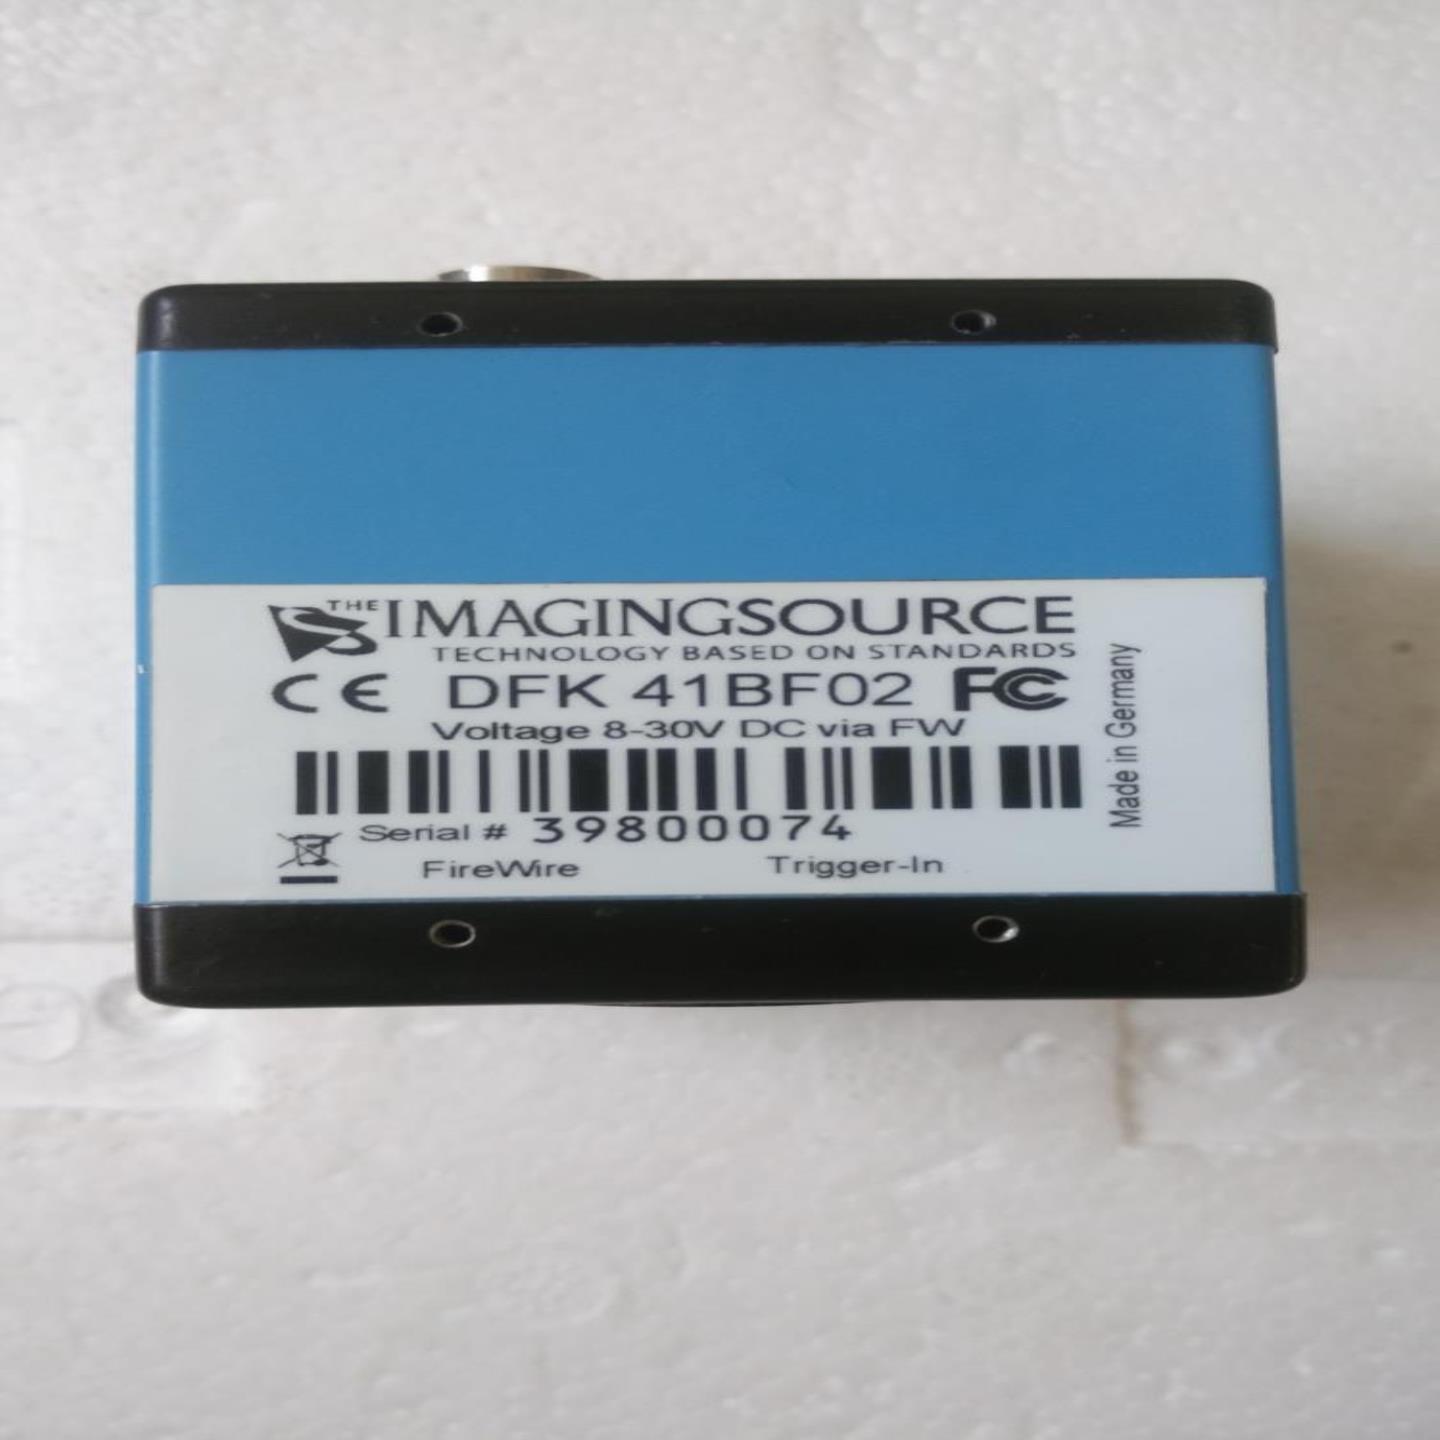 THE IMAGINGSOURCE
TECHNOLOGY BASED ON STANDARDS
CE DFK 41BF02 FC
Voltage 8-30V DC via FW
Serial # 39800074
FireWire Trigger-In
Made in Germany